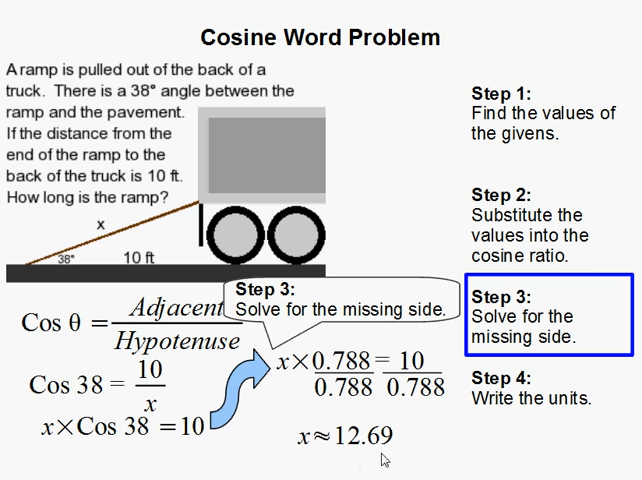 Cosine Word Problem
A ramp is pulled out of the back of a
truck. There is a 38° angle between the
ramp and the pavement.
If the distance from the
end of the ramp to the
back of the truck is 10 ft.
How long is the ramp?
x
38°
10 ft
Cos θ = Adjacent / Hypotenuse
Cos 38 = 10 / x
x×Cos 38 = 10
Step 3:
Solve for the missing side.
x×0.788 = 10
0.788 0.788
x≈12.69
Step 1:
Find the values of
the givens.
Step 2:
Substitute the
values into the
cosine ratio.
Step 3:
Solve for the
missing side.
Step 4:
Write the units.